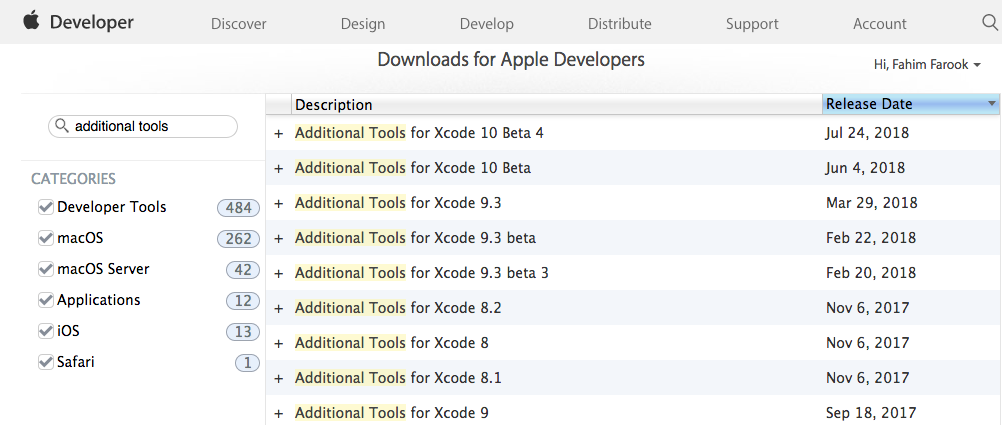 Developer Discover Design Develop Distribute Support Account
Downloads for Apple Developers
Hi, Fahim Farook
additional tools
CATEGORIES
Developer Tools 484
macOS 262
macOS Server 42
Applications 12
iOS 13
Safari 1
Description Release Date
+ Additional Tools for Xcode 10 Beta 4 Jul 24, 2018
+ Additional Tools for Xcode 10 Beta Jun 4, 2018
+ Additional Tools for Xcode 9.3 Mar 29, 2018
+ Additional Tools for Xcode 9.3 beta Feb 22, 2018
+ Additional Tools for Xcode 9.3 beta 3 Feb 20, 2018
+ Additional Tools for Xcode 8.2 Nov 6, 2017
+ Additional Tools for Xcode 8 Nov 6, 2017
+ Additional Tools for Xcode 8.1 Nov 6, 2017
+ Additional Tools for Xcode 9 Sep 18, 2017